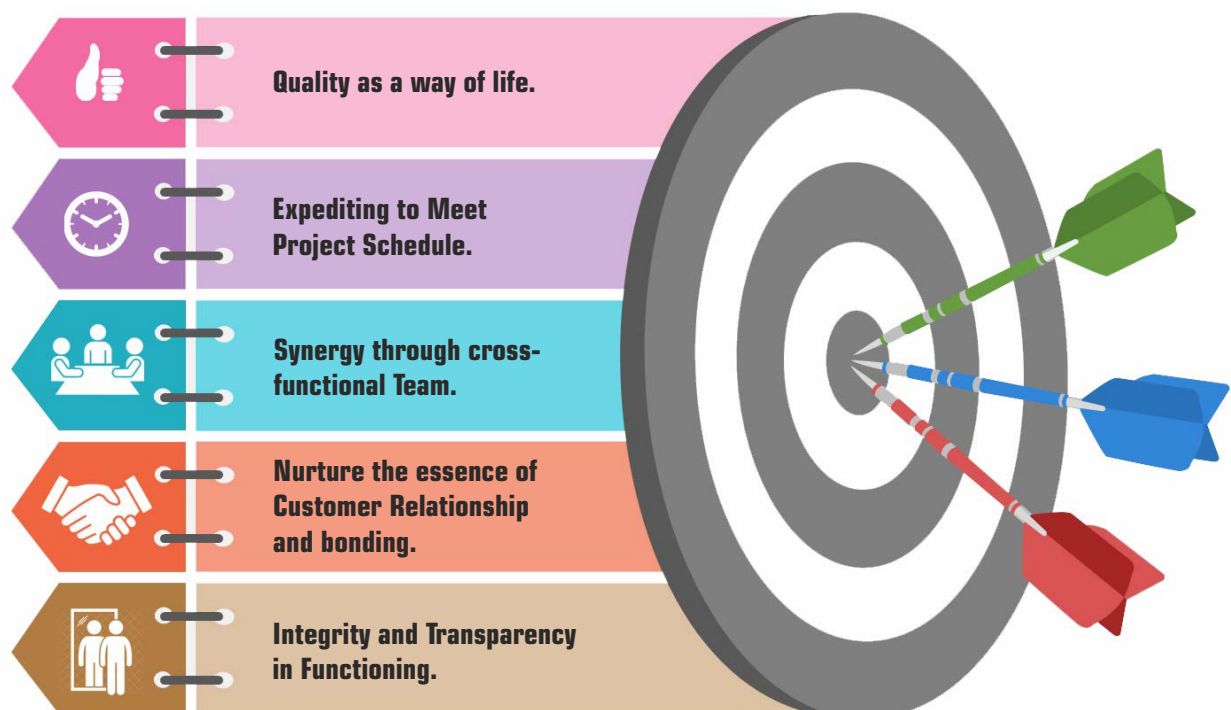 Quality as a way of life.
Expediting to Meet
Project Schedule.
Synergy through cross-
functional Team.
Nurture the essence of
Customer Relationship
and bonding.
Integrity and Transparency
in Functioning.